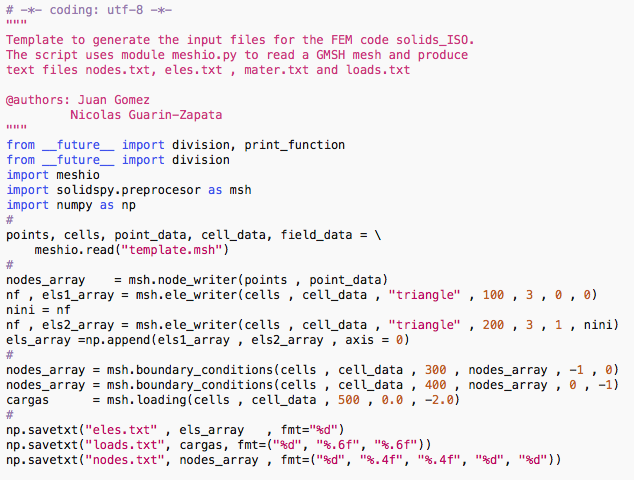 # -*- coding: utf-8 -*-
"""
Template to generate the input files for the FEM code solids_ISO.
The script uses module meshio.py to read a GMSH mesh and produce
text files nodes.txt, eles.txt , mater.txt and loads.txt

@authors: Juan Gomez
         Nicolas Guarin-Zapata
"""
from __future__ import division, print_function
from __future__ import division
import meshio
import solidspy.preprocesor as msh
import numpy as np
#
points, cells, point_data, cell_data, field_data = \
    meshio.read("template.msh")
#
nodes_array    = msh.node_writer(points , point_data)
nf , els1_array = msh.ele_writer(cells , cell_data , "triangle" , 100 , 3 , 0 , 0)
nini = nf
nf , els2_array = msh.ele_writer(cells , cell_data , "triangle" , 200 , 3 , 1 , nini)
els_array =np.append(els1_array , els2_array , axis = 0)
#
nodes_array = msh.boundary_conditions(cells , cell_data , 300 , nodes_array , -1 , 0)
nodes_array = msh.boundary_conditions(cells , cell_data , 400 , nodes_array , 0 , -1)
cargas      = msh.loading(cells , cell_data , 500 , 0.0 , -2.0)
#
np.savetxt("eles.txt" , els_array   , fmt="%d")
np.savetxt("loads.txt", cargas, fmt=("%d", "%.6f", "%.6f"))
np.savetxt("nodes.txt", nodes_array , fmt=("%d", "%.4f", "%.4f", "%d", "%d"))